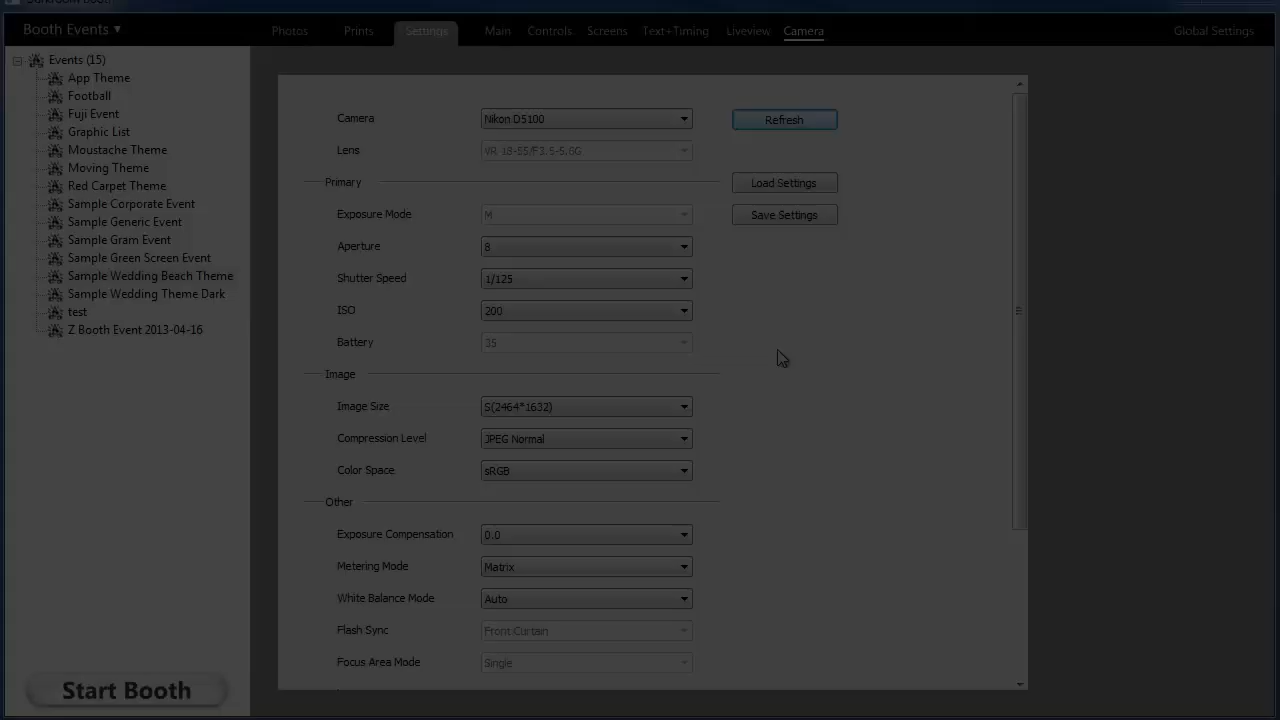 Darkroom Booth
Booth Events ▼
Photos Prints Settings Main Controls Screens Text+Timing Liveview Camera Global Settings
Events (15)
App Theme
Football
Fuji Event
Graphic List
Moustache Theme
Moving Theme
Red Carpet Theme
Sample Corporate Event
Sample Generic Event
Sample Gram Event
Sample Green Screen Event
Sample Wedding Beach Theme
Sample Wedding Theme Dark
test
Z Booth Event 2013-04-16
Start Booth
Camera Nikon D5100 Refresh
Lens VR 18-55/F3.5-5.6G
Primary Load Settings
Exposure Mode M Save Settings
Aperture 8
Shutter Speed 1/125
ISO 200
Battery 35
Image
Image Size S(2464*1632)
Compression Level JPEG Normal
Color Space sRGB
Other
Exposure Compensation 0.0
Metering Mode Matrix
White Balance Mode Auto
Flash Sync Front Curtain
Focus Area Mode Single